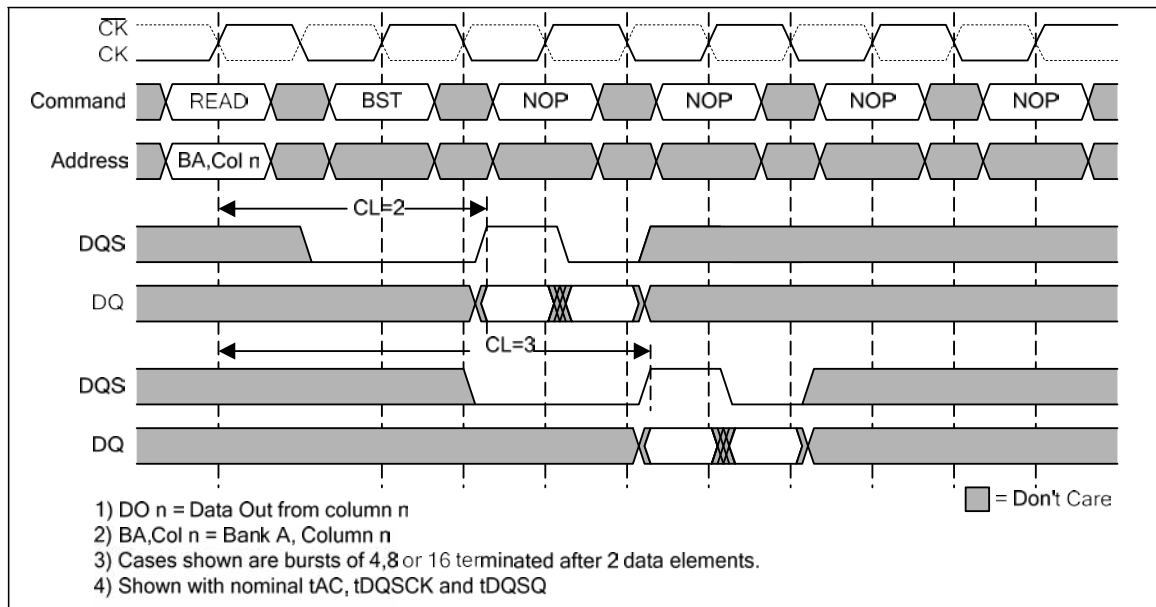 CK
CK
Command READ BST NOP NOP NOP NOP
Address BA,Col n
CL=2
DQS
DQ
CL=3
DQS
DQ
1) DO n = Data Out from column n
2) BA,Col n = Bank A, Column n
3) Cases shown are bursts of 4,8 or 16 terminated after 2 data elements.
4) Shown with nominal tAC, tDQSCK and tDQSQ
= Don't Care